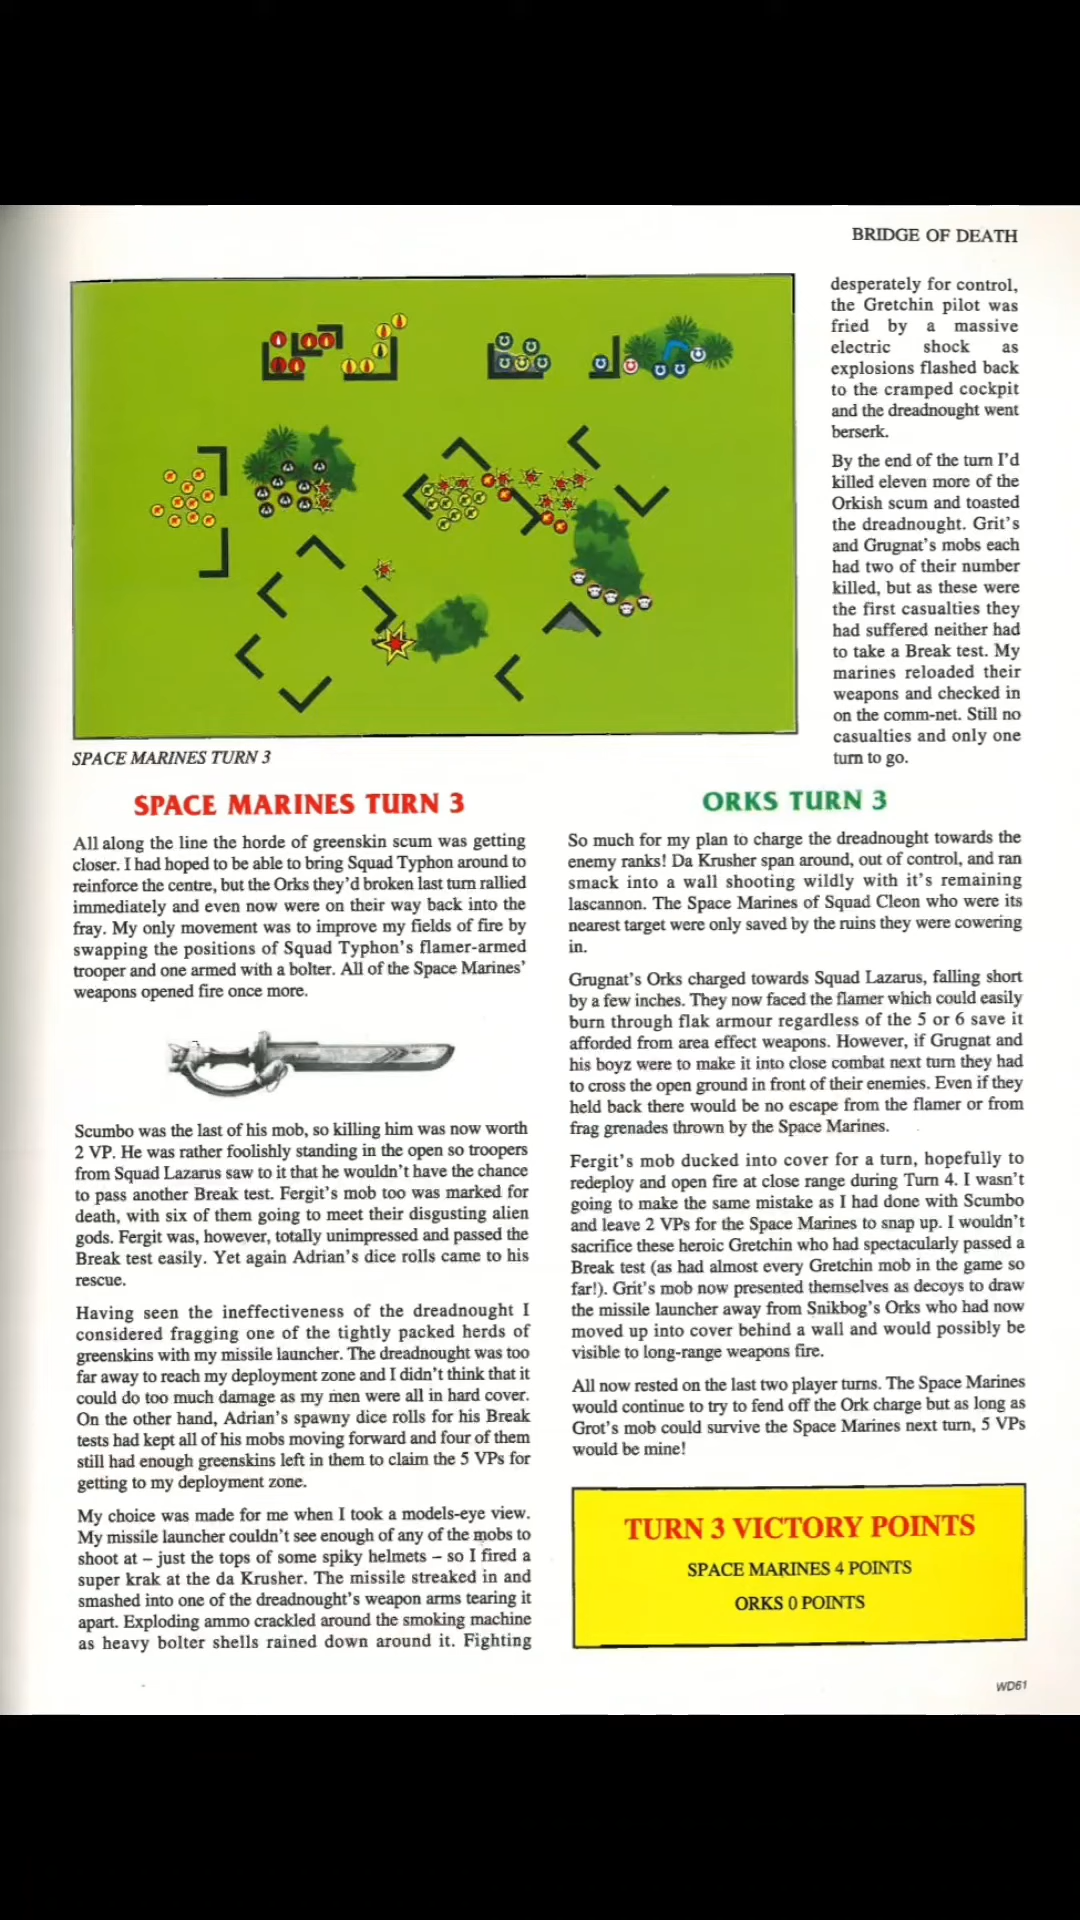 BRIDGE OF DEATH
SPACE MARINES TURN 3
SPACE MARINES TURN 3
All along the line the horde of greenskin scum was getting
closer. I had hoped to be able to bring Squad Typhon around to
reinforce the centre, but the Orks they'd broken last turn rallied
immediately and even now were on their way back into the
fray. My only movement was to improve my fields of fire by
swapping the positions of Squad Typhon's flamer-armed
trooper and one armed with a bolter. All of the Space Marines'
weapons opened fire once more.
Scumbo was the last of his mob, so killing him was now worth
2 VP. He was rather foolishly standing in the open so troopers
from Squad Lazarus saw to it that he wouldn't have the chance
to pass another Break test. Fergit's mob too was marked for
death, with six of them going to meet their disgusting alien
gods. Fergit was, however, totally unimpressed and passed the
Break test easily. Yet again Adrian's dice rolls came to his
rescue.
Having seen the ineffectiveness of the dreadnought I
considered fragging one of the tightly packed herds of
greenskins with my missile launcher. The dreadnought was too
far away to reach my deployment zone and I didn't think that it
could do too much damage as my men were all in hard cover.
On the other hand, Adrian's spawny dice rolls for his Break
tests had kept all of his mobs moving forward and four of them
still had enough greenskins left in them to claim the 5 VPs for
getting to my deployment zone.
My choice was made for me when I took a models-eye view.
My missile launcher couldn't see enough of any of the mobs to
shoot at – just the tops of some spiky helmets – so I fired a
super krak at the da Krusher. The missile streaked in and
smashed into one of the dreadnought's weapon arms tearing it
apart. Exploding ammo crackled around the smoking machine
as heavy bolter shells rained down around it. Fighting
desperately for control,
the Gretchin pilot was
fried by a massive
electric shock as
explosions flashed back
to the cramped cockpit
and the dreadnought went
berserk.
By the end of the turn I'd
killed eleven more of the
Orkish scum and toasted
the dreadnought. Grit's
and Grugnat's mobs each
had two of their number
killed, but as these were
the first casualties they
had suffered neither had
to take a Break test. My
marines reloaded their
weapons and checked in
on the comm-net. Still no
casualties and only one
turn to go.
ORKS TURN 3
So much for my plan to charge the dreadnought towards the
enemy ranks! Da Krusher span around, out of control, and ran
smack into a wall shooting wildly with it's remaining
lascannon. The Space Marines of Squad Cleon who were its
nearest target were only saved by the ruins they were cowering
in.
Grugnat's Orks charged towards Squad Lazarus, falling short
by a few inches. They now faced the flamer which could easily
burn through flak armour regardless of the 5 or 6 save it
afforded from area effect weapons. However, if Grugnat and
his boyz were to make it into close combat next turn they had
to cross the open ground in front of their enemies. Even if they
held back there would be no escape from the flamer or from
frag grenades thrown by the Space Marines.
Fergit's mob ducked into cover for a turn, hopefully to
redeploy and open fire at close range during Turn 4. I wasn't
going to make the same mistake as I had done with Scumbo
and leave 2 VPs for the Space Marines to snap up. I wouldn't
sacrifice these heroic Gretchin who had spectacularly passed a
Break test (as had almost every Gretchin mob in the game so
far!). Grit's mob now presented themselves as decoys to draw
the missile launcher away from Snikbog's Orks who had now
moved up into cover behind a wall and would possibly be
visible to long-range weapons fire.
All now rested on the last two player turns. The Space Marines
would continue to try to fend off the Ork charge but as long as
Grot's mob could survive the Space Marines next turn, 5 VPs
would be mine!
TURN 3 VICTORY POINTS
SPACE MARINES 4 POINTS
ORKS 0 POINTS
WD61